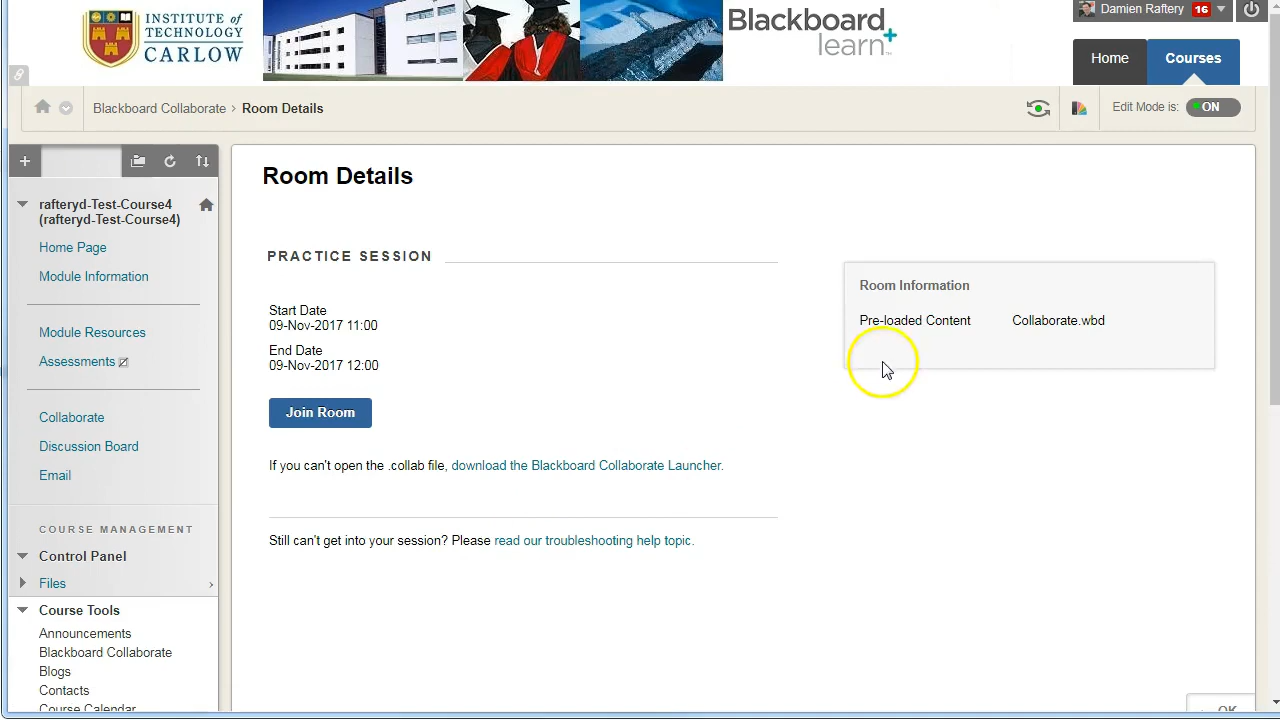 INSTITUTE of
TECHNOLOGY
CARLOW
Blackboard
learn+
Damien Raftery 16
Home Courses
Blackboard Collaborate › Room Details
Edit Mode is: ON
Room Details
rafteryd-Test-Course4
(rafteryd-Test-Course4)
Home Page
Module Information
Module Resources
Assessments
Collaborate
Discussion Board
Email
COURSE MANAGEMENT
Control Panel
Files
Course Tools
Announcements
Blackboard Collaborate
Blogs
Contacts
Course Calendar
PRACTICE SESSION
Start Date
09-Nov-2017 11:00
End Date
09-Nov-2017 12:00
Join Room
If you can't open the .collab file, download the Blackboard Collaborate Launcher.
Still can't get into your session? Please read our troubleshooting help topic.
Room Information
Pre-loaded Content Collaborate.wbd
OK